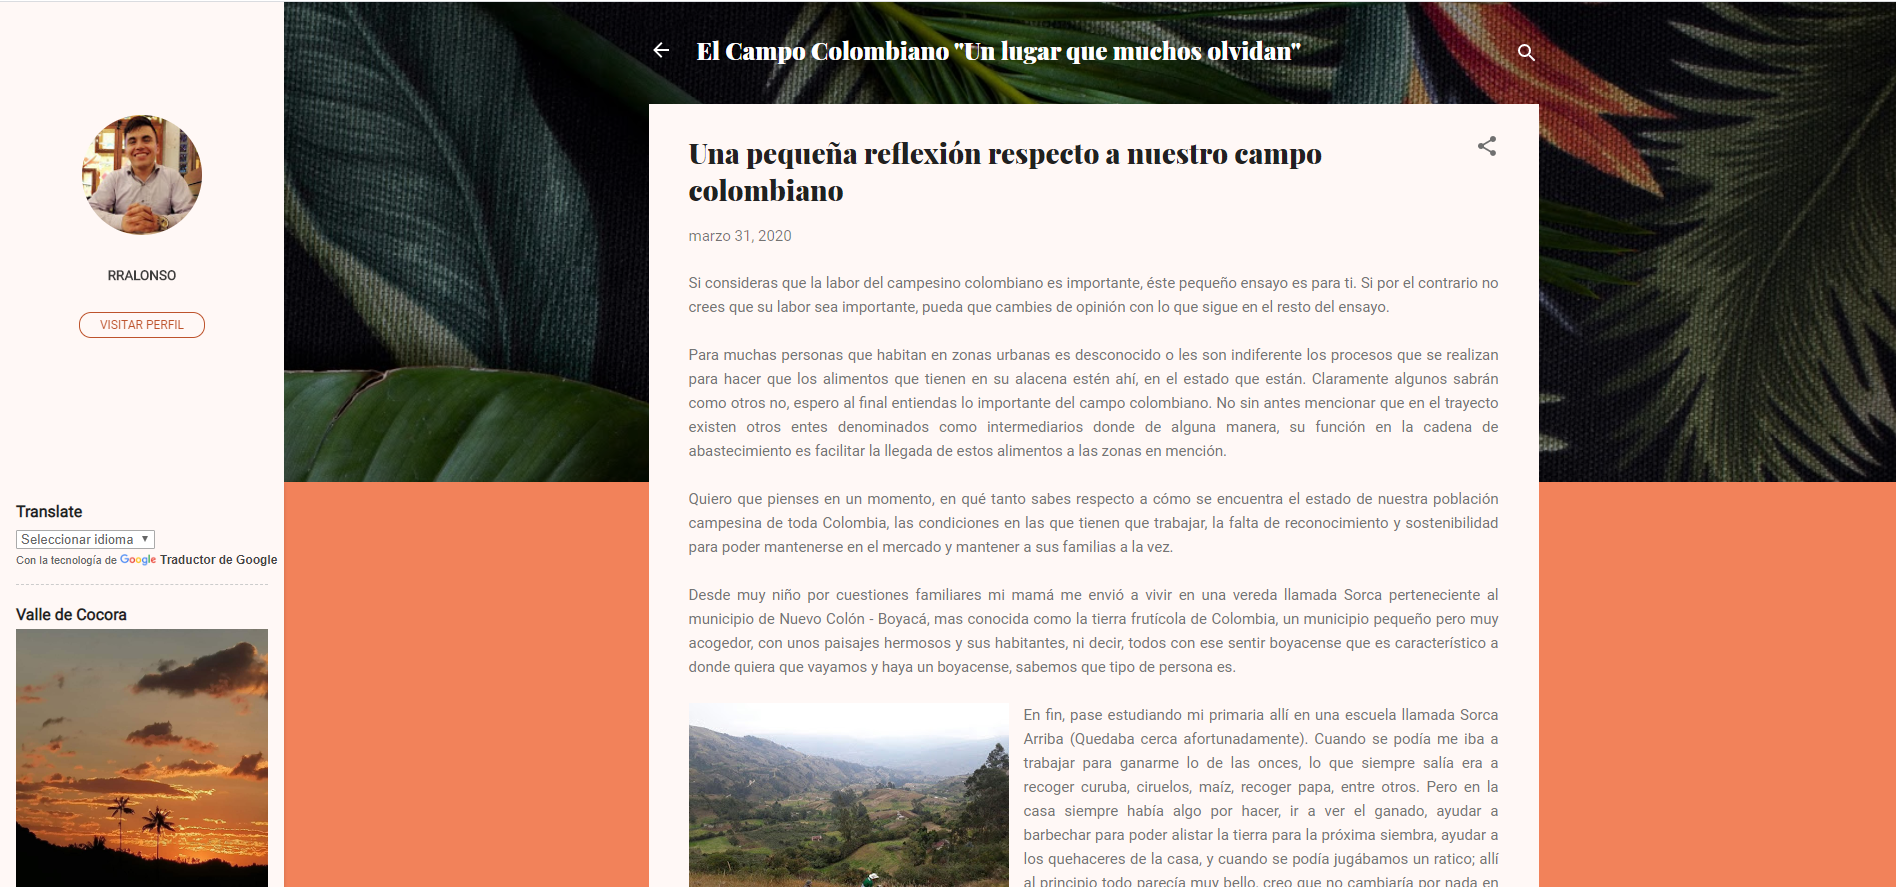 El Campo Colombiano "Un lugar que muchos olvidan"
RRALONSO
VISITAR PERFIL
Translate
Seleccionar idioma
Con la tecnología de Google Traductor de Google
Valle de Cocora
Una pequeña reflexión respecto a nuestro campo
colombiano
marzo 31, 2020
Si consideras que la labor del campesino colombiano es importante, éste pequeño ensayo es para ti. Si por el contrario no
crees que su labor sea importante, pueda que cambies de opinión con lo que sigue en el resto del ensayo.
Para muchas personas que habitan en zonas urbanas es desconocido o les son indiferente los procesos que se realizan
para hacer que los alimentos que tienen en su alacena estén ahí, en el estado que están. Claramente algunos sabrán
como otros no, espero al final entiendas lo importante del campo colombiano. No sin antes mencionar que en el trayecto
existen otros entes denominados como intermediarios donde de alguna manera, su función en la cadena de
abastecimiento es facilitar la llegada de estos alimentos a las zonas en mención.
Quiero que pienses en un momento, en qué tanto sabes respecto a cómo se encuentra el estado de nuestra población
campesina de toda Colombia, las condiciones en las que tienen que trabajar, la falta de reconocimiento y sostenibilidad
para poder mantenerse en el mercado y mantener a sus familias a la vez.
Desde muy niño por cuestiones familiares mi mamá me envió a vivir en una vereda llamada Sorca perteneciente al
municipio de Nuevo Colón - Boyacá, mas conocida como la tierra frutícola de Colombia, un municipio pequeño pero muy
acogedor, con unos paisajes hermosos y sus habitantes, ni decir, todos con ese sentir boyacense que es característico a
donde quiera que vayamos y haya un boyacense, sabemos que tipo de persona es.
En fin, pase estudiando mi primaria allí en una escuela llamada Sorca
Arriba (Quedaba cerca afortunadamente). Cuando se podía me iba a
trabajar para ganarme lo de las onces, lo que siempre salía era a
recoger curuba, ciruelos, maíz, recoger papa, entre otros. Pero en la
casa siempre había algo por hacer, ir a ver el ganado, ayudar a
barbechar para poder alistar la tierra para la próxima siembra, ayudar a
los quehaceres de la casa, y cuando se podía jugábamos un ratico; allí
al principio todo parecía muy bello, creo que no cambiaría por nada en